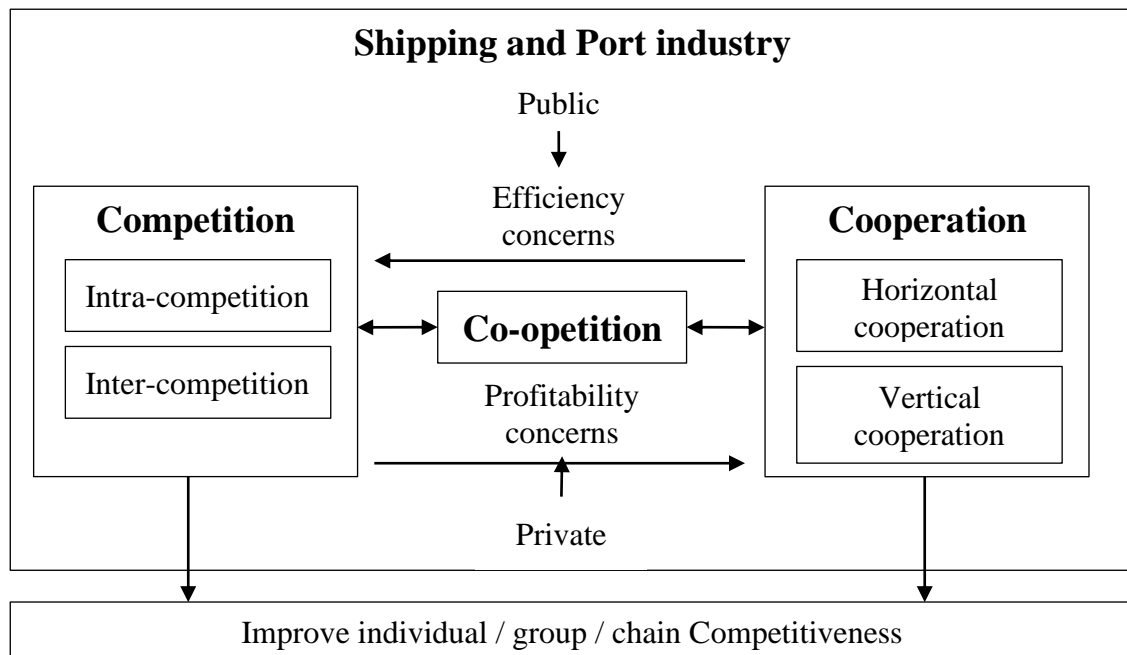 Shipping and Port industry
Public
Efficiency
concerns
Competition
Intra-competition
Inter-competition
Co-opetition
Profitability
concerns
Private
Cooperation
Horizontal
cooperation
Vertical
cooperation
Improve individual / group / chain Competitiveness